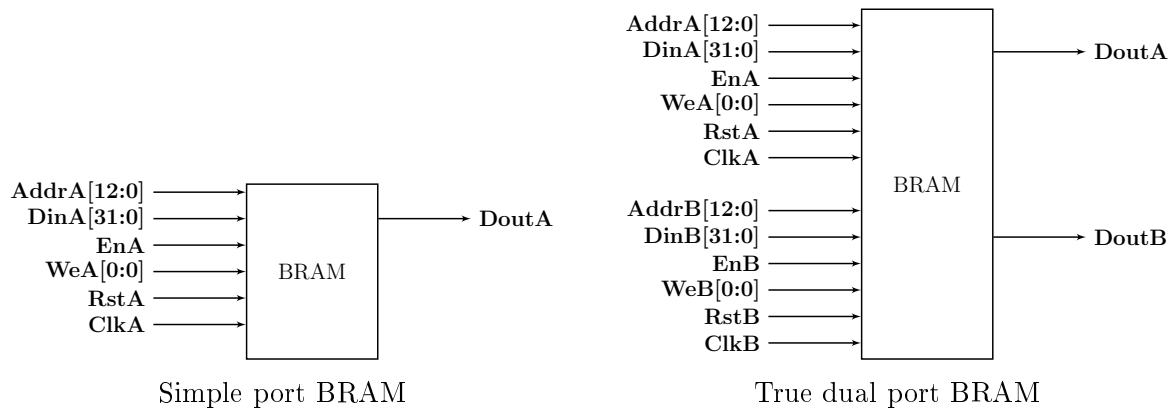 AddrA[12:0]
DinA[31:0]
EnA
WeA[0:0]
RstA
ClkA
BRAM
DoutA
Simple port BRAM
AddrA[12:0]
DinA[31:0]
EnA
WeA[0:0]
RstA
ClkA
AddrB[12:0]
DinB[31:0]
EnB
WeB[0:0]
RstB
ClkB
BRAM
DoutA
DoutB
True dual port BRAM